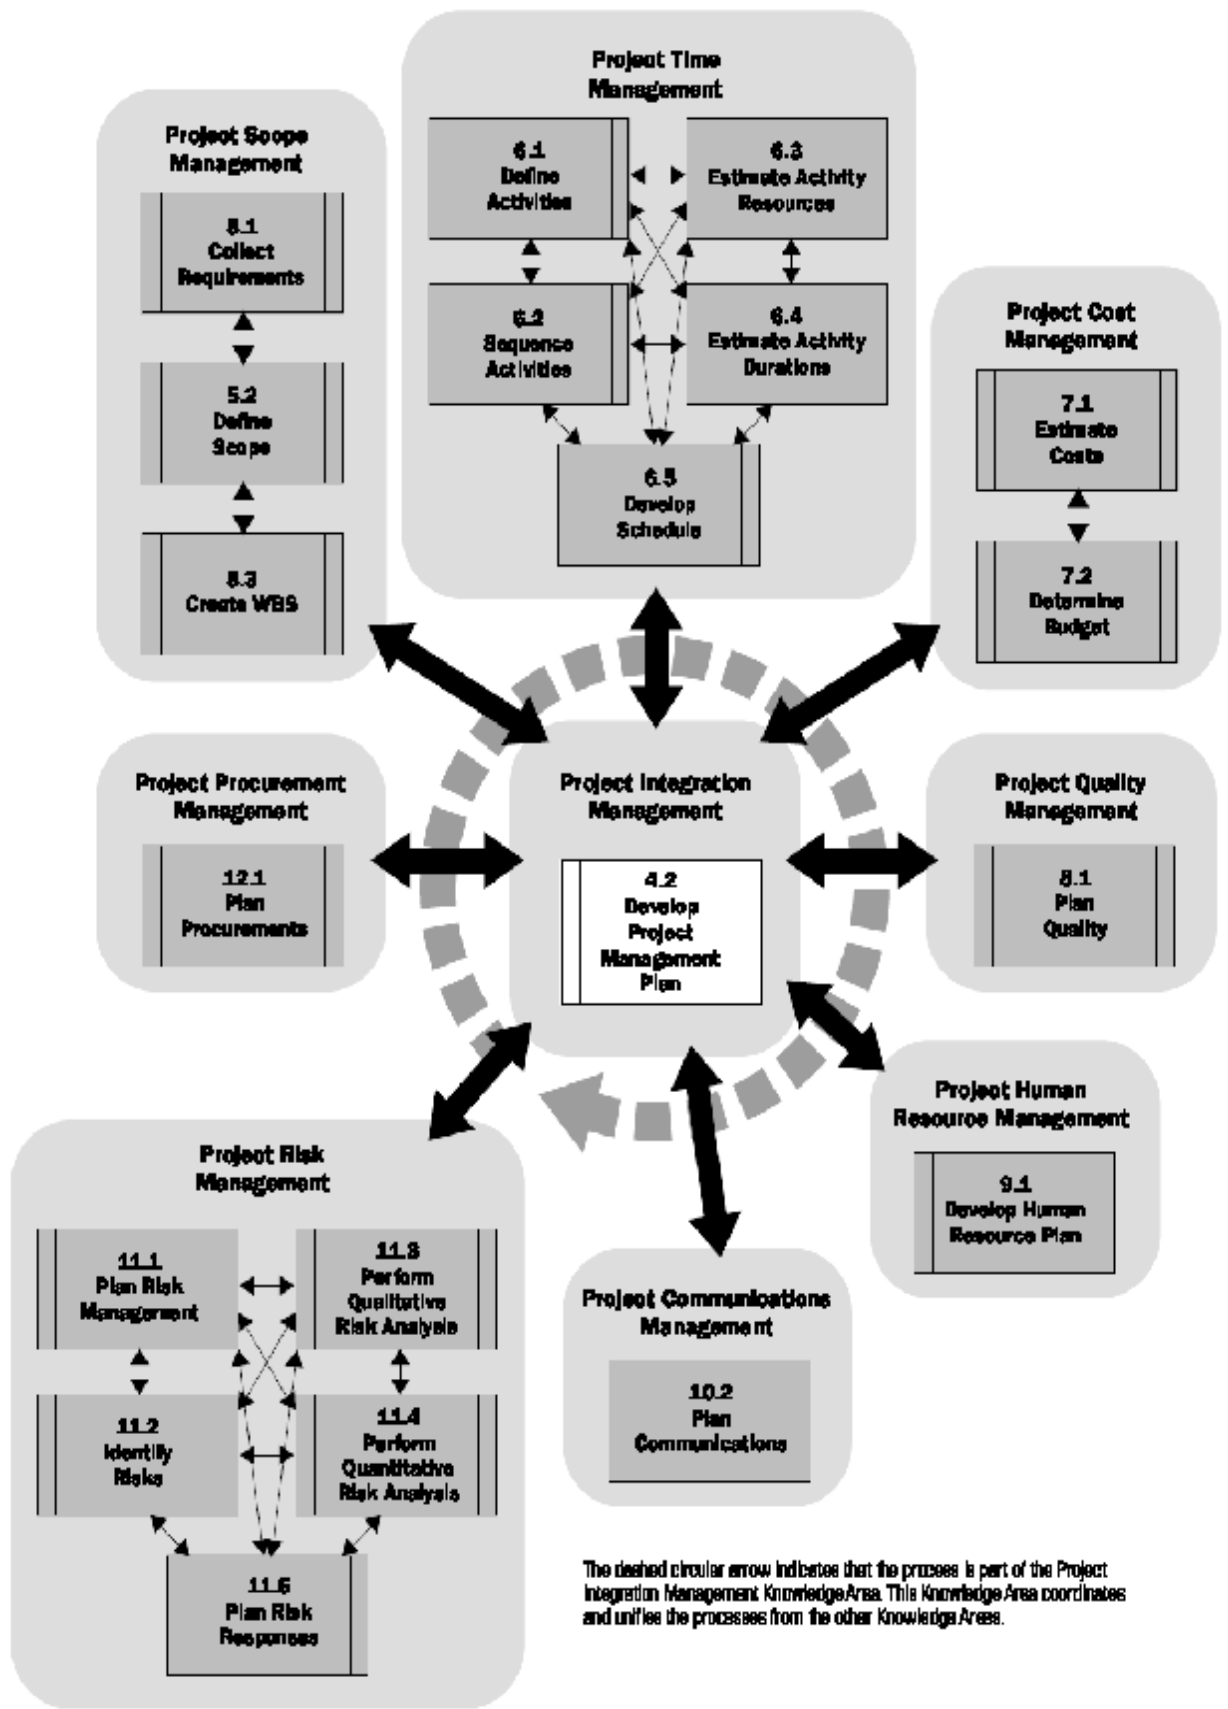 Project Time
Management
6.1
Define
Activities
6.3
Estimate Activity
Resources
6.2
Sequence
Activities
6.4
Estimate Activity
Durations
6.5
Develop
Schedule
Project Scope
Management
5.1
Collect
Requirements
5.2
Define
Scope
5.3
Create WBS
Project Cost
Management
7.1
Estimate
Costs
7.2
Determine
Budget
Project Procurement
Management
12.1
Plan
Procurements
Project Integration
Management
4.2
Develop
Project
Management
Plan
Project Quality
Management
8.1
Plan
Quality
Project Human
Resource Management
9.1
Develop Human
Resource Plan
Project Risk
Management
11.1
Plan Risk
Management
11.3
Perform
Qualitative
Risk Analysis
11.2
Identify
Risks
11.4
Perform
Quantitative
Risk Analysis
11.5
Plan Risk
Responses
Project Communications
Management
10.2
Plan
Communications
The dashed circular arrow indicates that the process is part of the Project
Integration Management Knowledge Area. This Knowledge Area coordinates
and unifies the processes from the other Knowledge Areas.